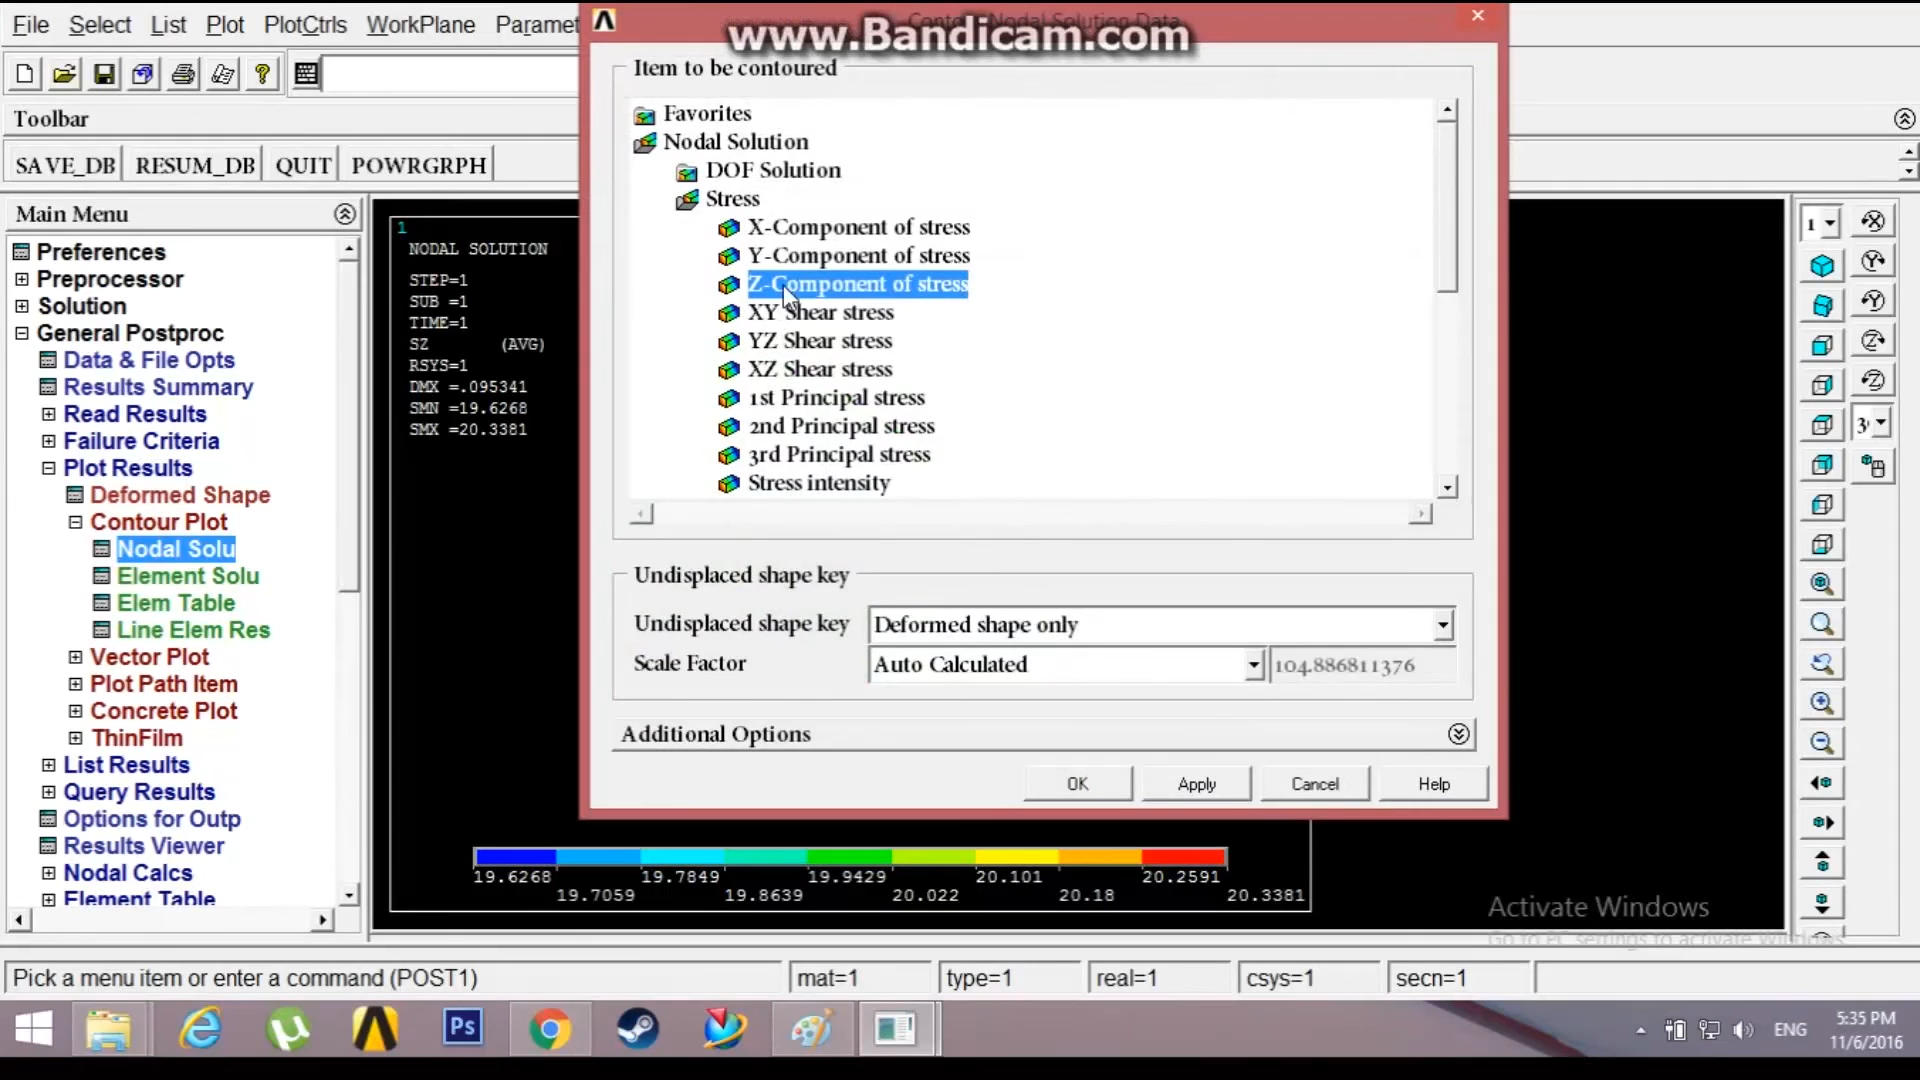 File Select List Plot PlotCtrls WorkPlane Paramet
www.Bandicam.com
Item to be contoured
Favorites
Nodal Solution
DOF Solution
Stress
X-Component of stress
Y-Component of stress
Z-Component of stress
XY Shear stress
YZ Shear stress
XZ Shear stress
1st Principal stress
2nd Principal stress
3rd Principal stress
Stress intensity
Undisplaced shape key
Undisplaced shape key Deformed shape only
Scale Factor Auto Calculated 104.886811376
Additional Options
OK Apply Cancel Help
Toolbar
SAVE_DB RESUM_DB QUIT POWRGRPH
Main Menu
Preferences
Preprocessor
Solution
General Postproc
Data & File Opts
Results Summary
Read Results
Failure Criteria
Plot Results
Deformed Shape
Contour Plot
Nodal Solu
Element Solu
Elem Table
Line Elem Res
Vector Plot
Plot Path Item
Concrete Plot
ThinFilm
List Results
Query Results
Options for Outp
Results Viewer
Nodal Calcs
Element Table
1
NODAL SOLUTION
STEP=1
SUB =1
TIME=1
SZ (AVG)
RSYS=1
DMX =.095341
SMN =19.6268
SMX =20.3381
19.6268 19.7849 19.9429 20.101 20.2591
19.7059 19.8639 20.022 20.18 20.3381
1
3
Activate Windows
Go to PC settings to activate Windows.
Pick a menu item or enter a command (POST1) mat=1 type=1 real=1 csys=1 secn=1
Ps
ENG
5:35 PM
11/6/2016